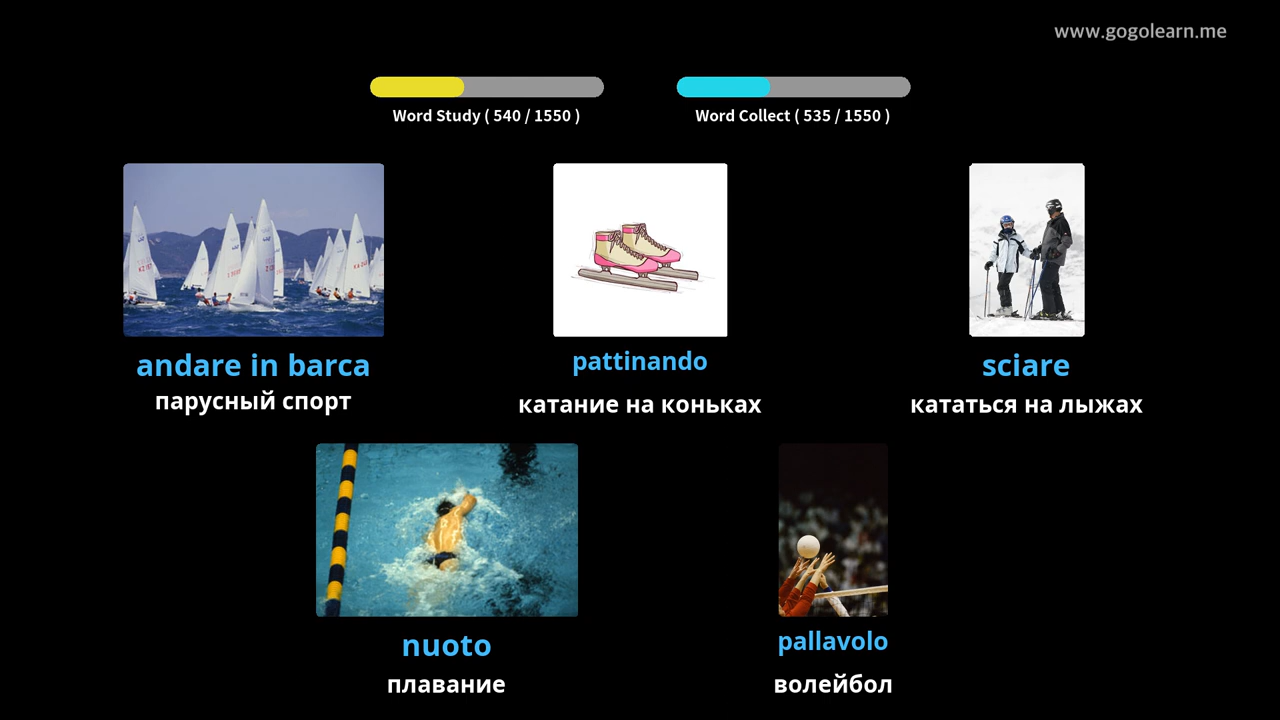 www.gogolearn.me
Word Study ( 540 / 1550 )
Word Collect ( 535 / 1550 )
andare in barca
парусный спорт
pattinando
катание на коньках
sciare
кататься на лыжах
nuoto
плавание
pallavolo
волейбол